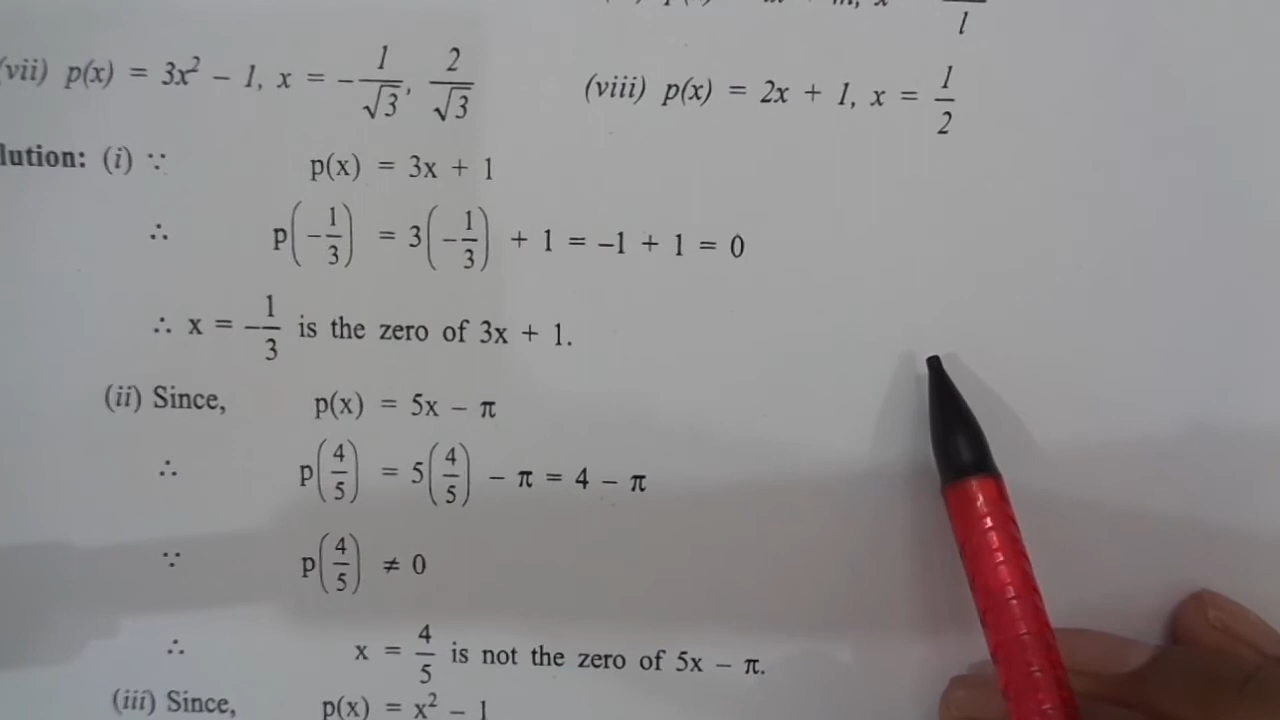 l
(vii) p(x) = 3x² – 1, x = –1/√3, 2/√3 (viii) p(x) = 2x + 1, x = 1/2
lution: (i) ∵ p(x) = 3x + 1
∴ p(–1/3) = 3(–1/3) + 1 = –1 + 1 = 0
∴ x = –1/3 is the zero of 3x + 1.
(ii) Since, p(x) = 5x – π
∴ p(4/5) = 5(4/5) – π = 4 – π
∵ p(4/5) ≠ 0
∴ x = 4/5 is not the zero of 5x – π.
(iii) Since, p(x) = x² – 1